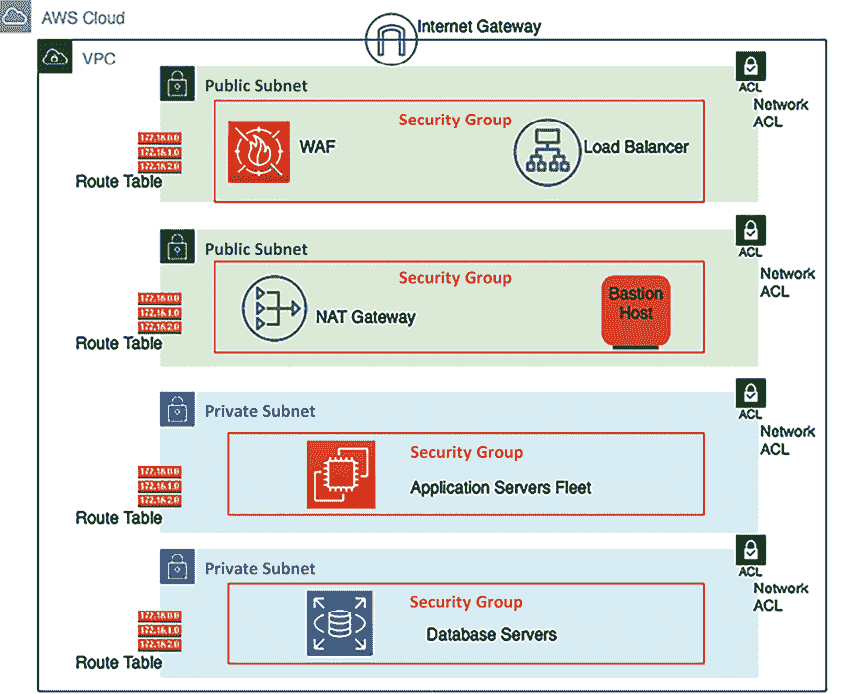 AWS Cloud
Internet Gateway
VPC
Public Subnet
ACL
Network
ACL
Security Group
WAF
Load Balancer
172.16.0.0
172.16.1.0
172.16.2.0
Route Table
Public Subnet
ACL
Network
ACL
Security Group
NAT Gateway
Bastion
Host
172.16.0.0
172.16.1.0
172.16.2.0
Route Table
Private Subnet
ACL
Network
ACL
Security Group
Application Servers Fleet
172.16.0.0
172.16.1.0
172.16.2.0
Route Table
Private Subnet
ACL
Network
ACL
Security Group
Database Servers
172.16.0.0
172.16.1.0
172.16.2.0
Route Table